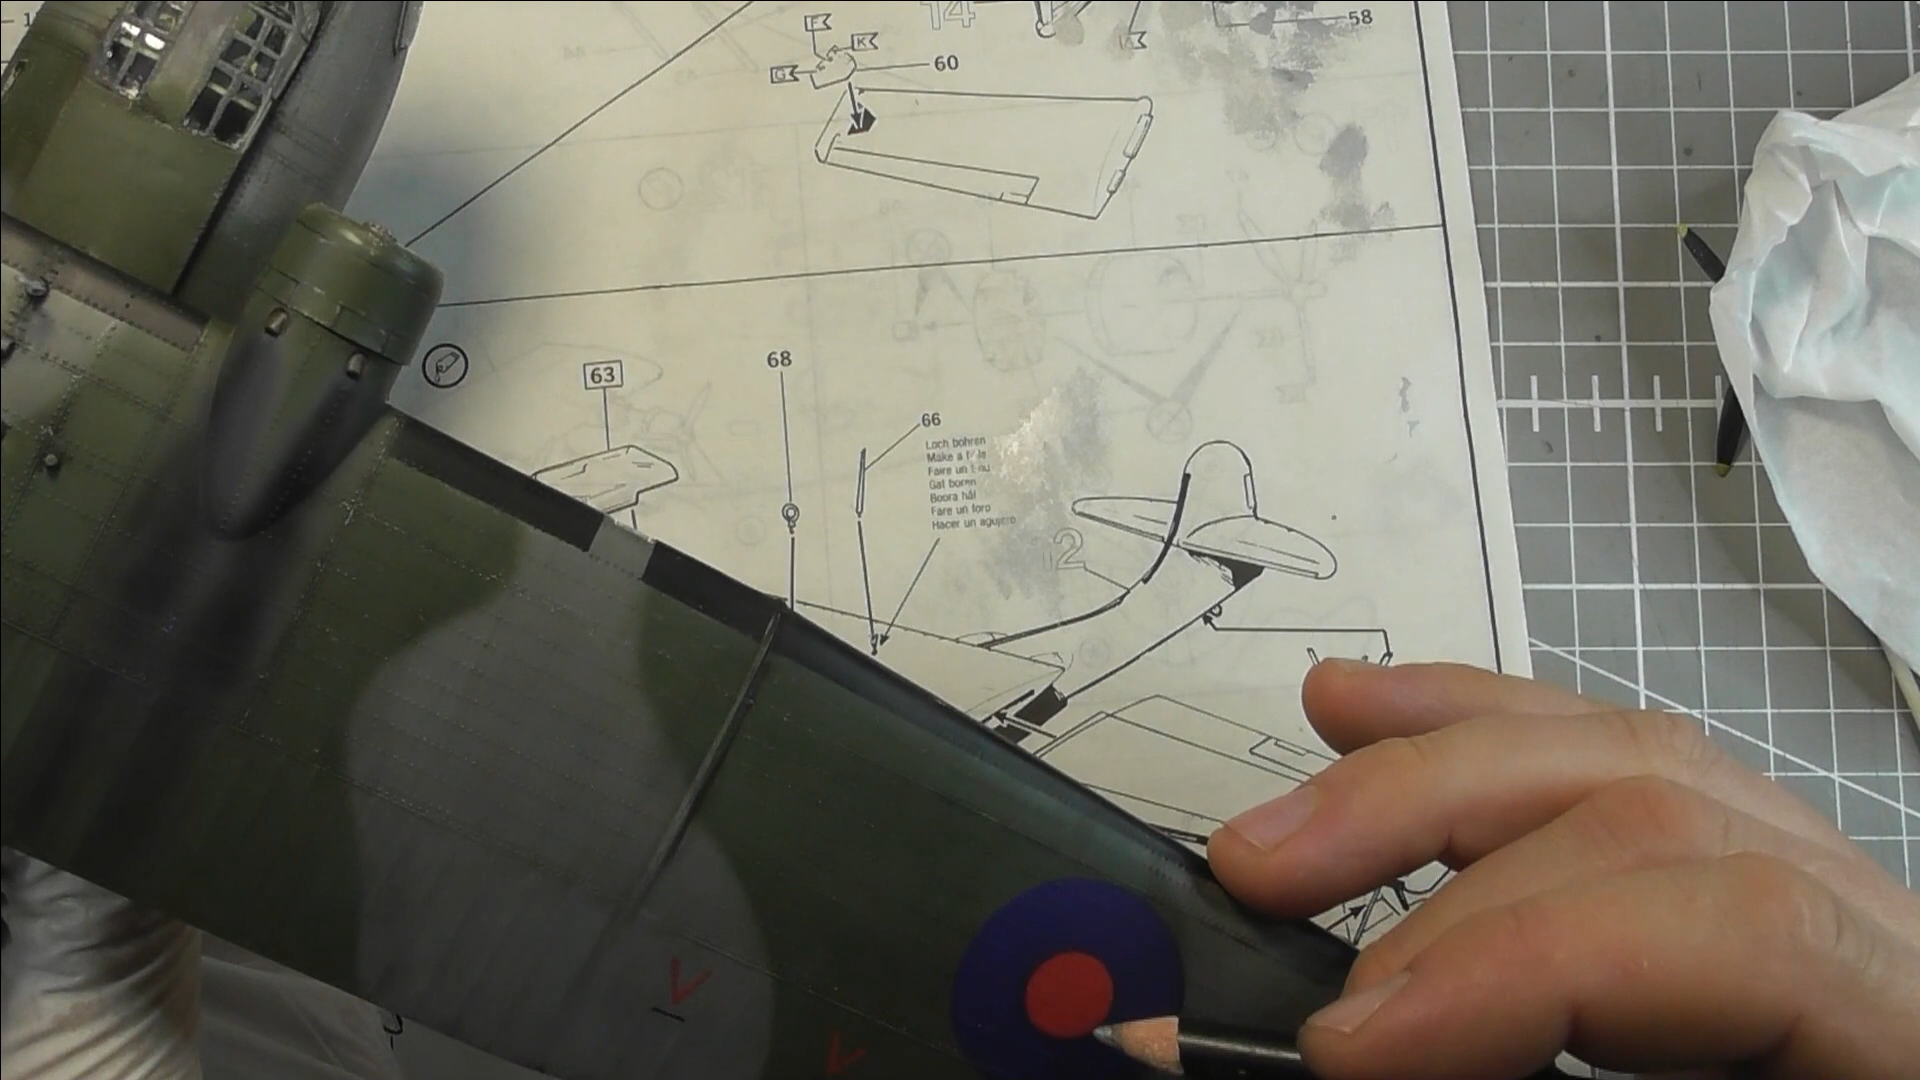 14
58
F
K
G
60
63
68
66
Loch bohren
Make a
Faire un
Gat boren
Boora hål
Fare un foro
Hacer un agujero
12
V
V